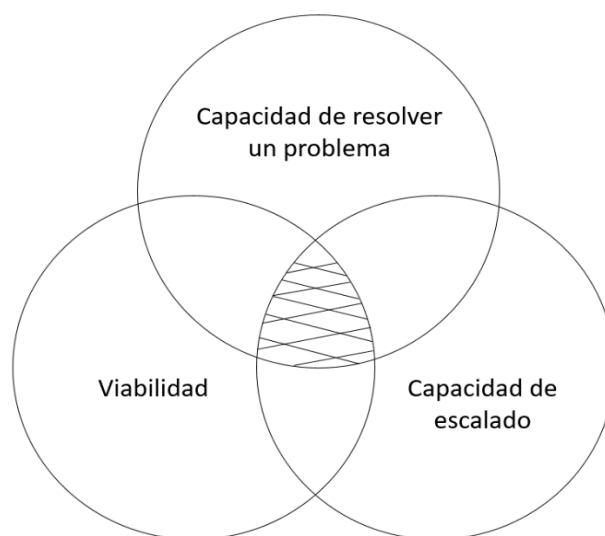 Capacidad de resolver
un problema
Viabilidad
Capacidad de
escalado